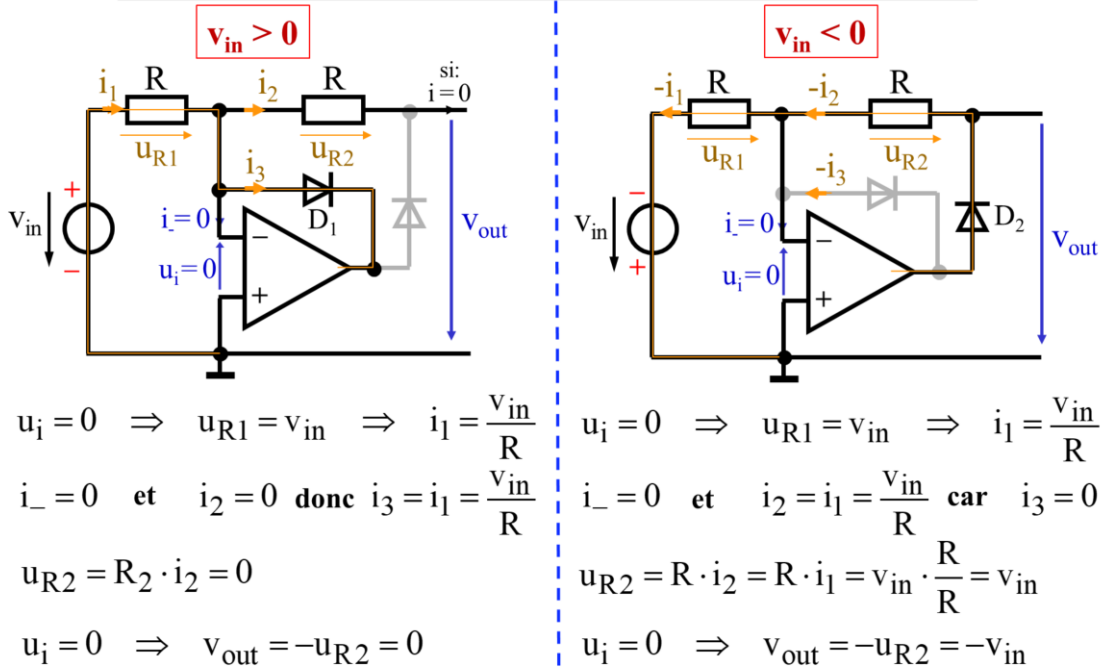 v_in > 0
i_1 R i_2 R si: i=0
u_R1 u_R2
i_3
D_1
+
v_in
−
i_-=0 −
u_i=0 +
v_out
u_i = 0 ⇒ u_R1 = v_in ⇒ i_1 = v_in/R
i_- = 0 et i_2 = 0 donc i_3 = i_1 = v_in/R
u_R2 = R_2 · i_2 = 0
u_i = 0 ⇒ v_out = −u_R2 = 0
v_in < 0
-i_1 R -i_2 R
u_R1 u_R2
-i_3
−
v_in
+
i_-=0 −
u_i=0 +
D_2
v_out
u_i = 0 ⇒ u_R1 = v_in ⇒ i_1 = v_in/R
i_- = 0 et i_2 = i_1 = v_in/R car i_3 = 0
u_R2 = R · i_2 = R · i_1 = v_in · R/R = v_in
u_i = 0 ⇒ v_out = −u_R2 = −v_in